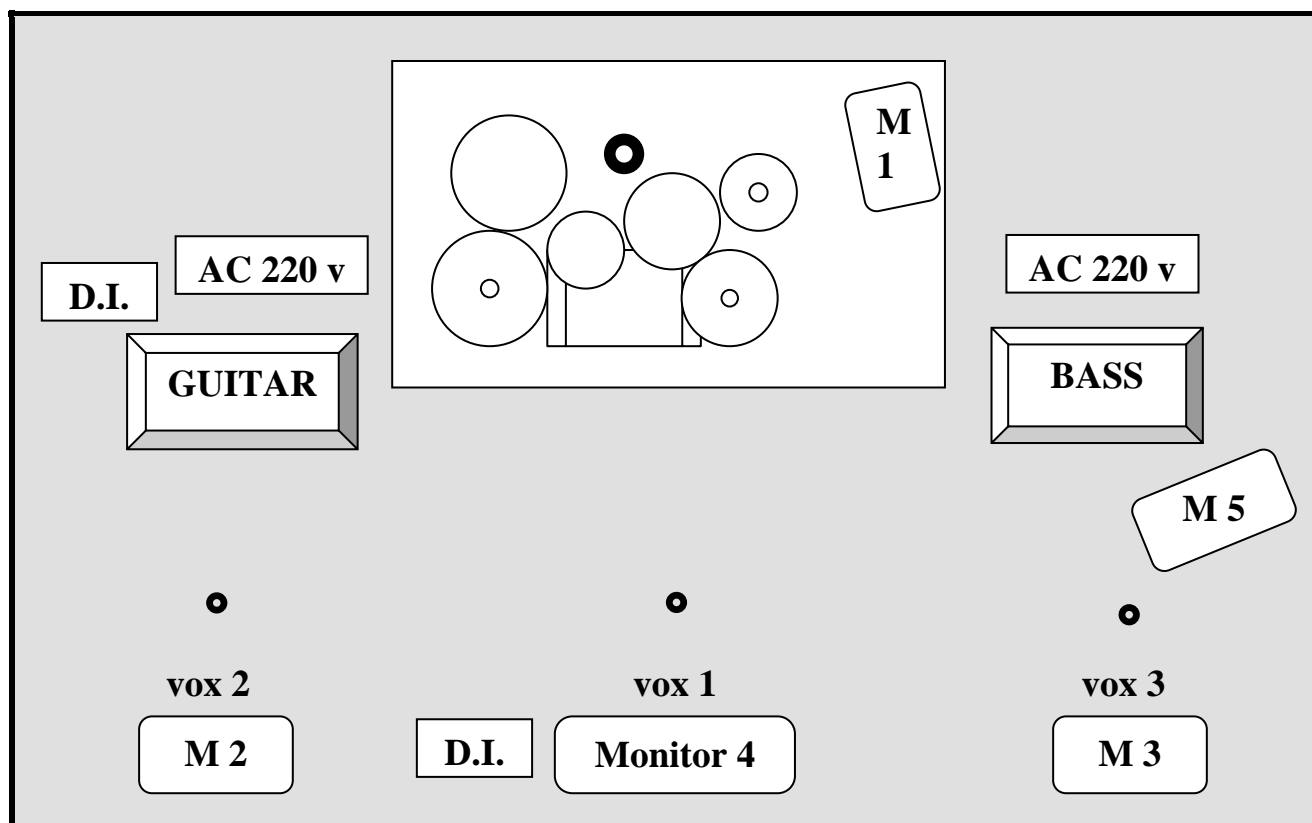 M
1
AC 220 v
AC 220 v
D.I.
GUITAR
BASS
M 5
vox 2
vox 1
vox 3
M 2
D.I.
Monitor 4
M 3